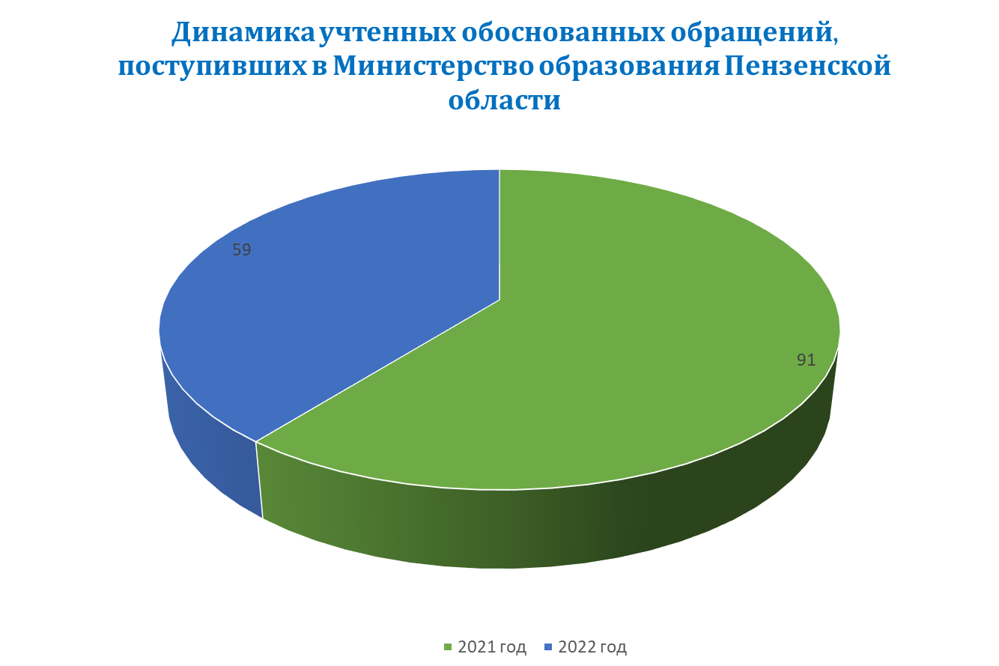 Динамика учтенных обоснованных обращений,
поступивших в Министерство образования Пензенской
области
59
91
2021 год
2022 год